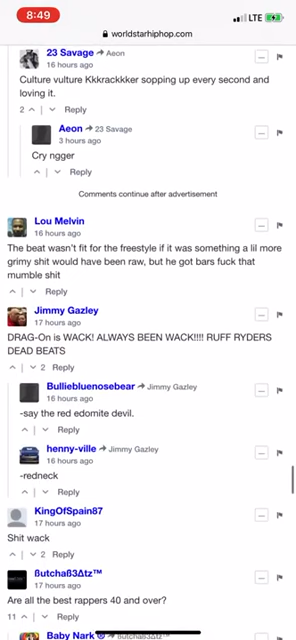 8:49
LTE
worldstarhiphop.com
23 Savage Aeon
16 hours ago
Culture vulture Kkkrackkker sopping up every second and
loving it.
2 Reply
Aeon 23 Savage
3 hours ago
Cry ngger
Reply
Comments continue after advertisement
Lou Melvin
16 hours ago
The beat wasn't fit for the freestyle if it was something a lil more
grimy shit would have been raw, but he got bars fuck that
mumble shit
Reply
Jimmy Gazley
17 hours ago
DRAG-On is WACK! ALWAYS BEEN WACK!!!! RUFF RYDERS
DEAD BEATS
2 Reply
Bulliebluenosebear Jimmy Gazley
16 hours ago
-say the red edomite devil.
Reply
henny-ville Jimmy Gazley
16 hours ago
-redneck
Reply
KingOfSpain87
17 hours ago
Shit wack
2 Reply
ßutchaß3Δtz™
17 hours ago
Are all the best rappers 40 and over?
11 Reply
Baby Nark ßutchaß3Δtz™